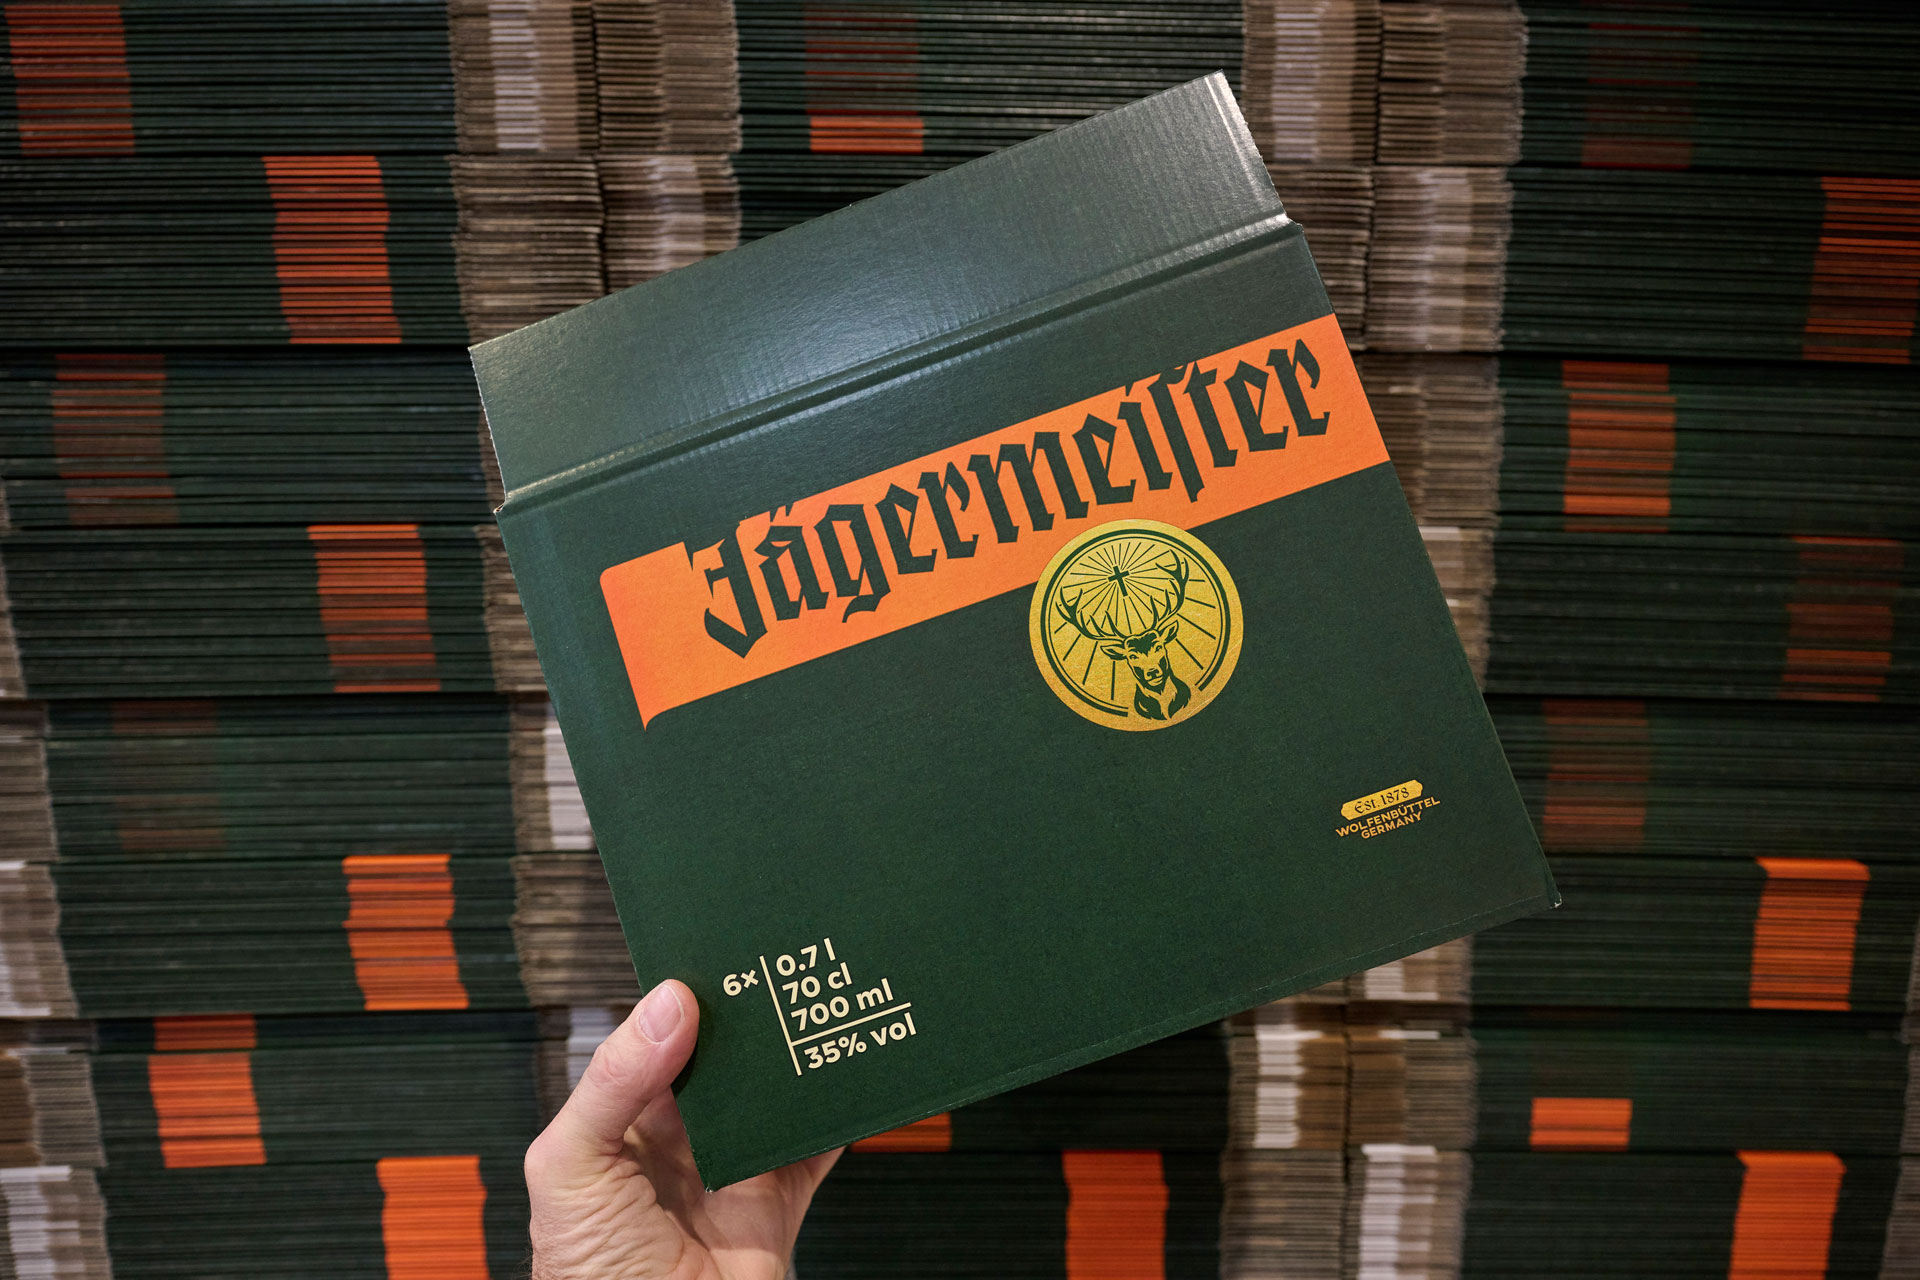 Jägermeiſter
Est. 1878
WOLFENBÜTTEL
GERMANY
6×
0.7 l
70 cl
700 ml
35% vol